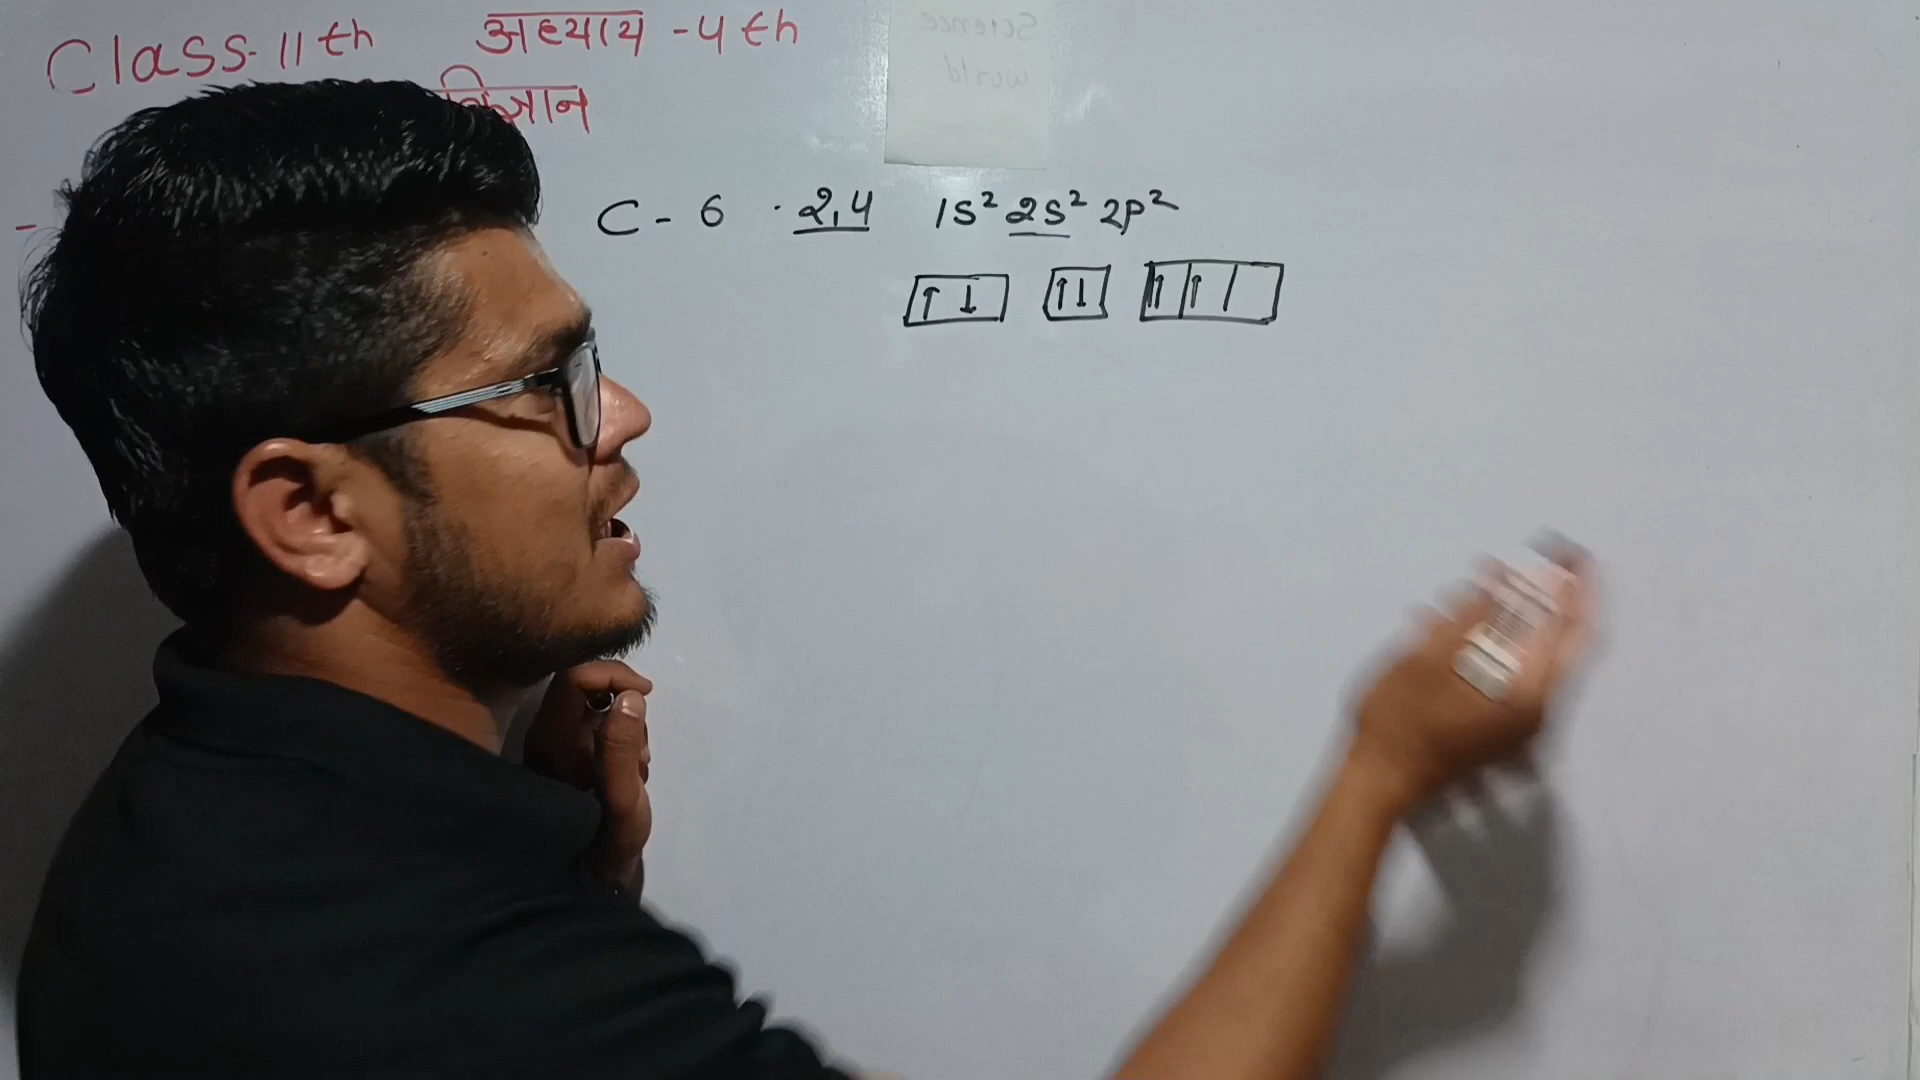 Class-11th अध्याय -4th
विज्ञान
Science
world
C - 6 2,4 1S² 2S² 2P²
↑ ↓ ↑↓ ↑ ↑